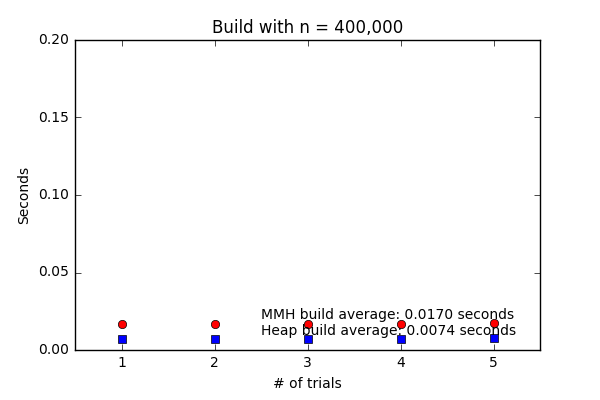 Build with n = 400,000
0.20
0.15
0.10
0.05
0.00
Seconds
MMH build average: 0.0170 seconds
Heap build average: 0.0074 seconds
1 2 3 4 5
# of trials